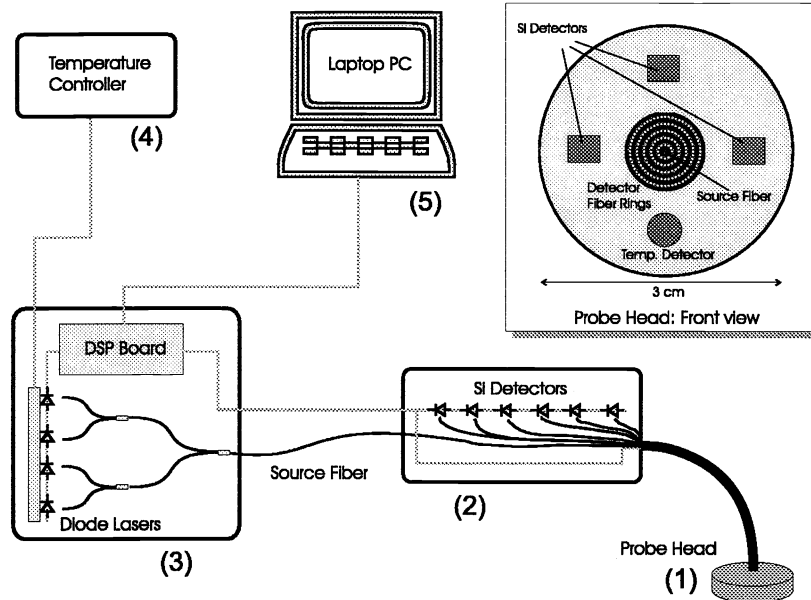 Temperature
Controller
(4)
Laptop PC
(5)
SI Detectors
Detector
Fiber Rings
Source Fiber
Temp. Detector
3 cm
Probe Head: Front view
DSP Board
Diode Lasers
(3)
Source Fiber
SI Detectors
(2)
Probe Head
(1)